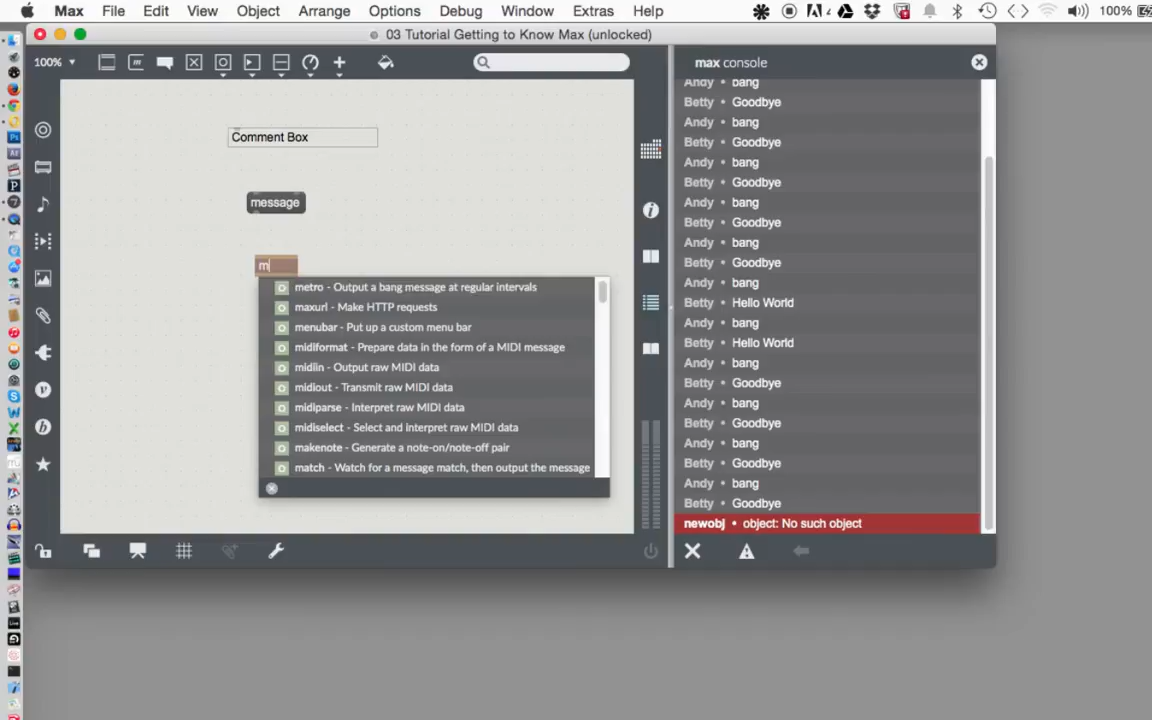 Max File Edit View Object Arrange Options Debug Window Extras Help 100%
03 Tutorial Getting to Know Max (unlocked)
100%
max console
Comment Box
message
m
metro - Output a bang message at regular intervals
maxurl - Make HTTP requests
menubar - Put up a custom menu bar
midiformat - Prepare data in the form of a MIDI message
midiin - Output raw MIDI data
midiout - Transmit raw MIDI data
midiparse - Interpret raw MIDI data
midiselect - Select and interpret raw MIDI data
makenote - Generate a note-on/note-off pair
match - Watch for a message match, then output the message
Andy • bang
Betty • Goodbye
Andy • bang
Betty • Goodbye
Andy • bang
Betty • Goodbye
Andy • bang
Betty • Goodbye
Andy • bang
Betty • Goodbye
Andy • bang
Betty • Hello World
Andy • bang
Betty • Hello World
Andy • bang
Betty • Goodbye
Andy • bang
Betty • Goodbye
Andy • bang
Betty • Goodbye
Andy • bang
Betty • Goodbye
newobj • object: No such object